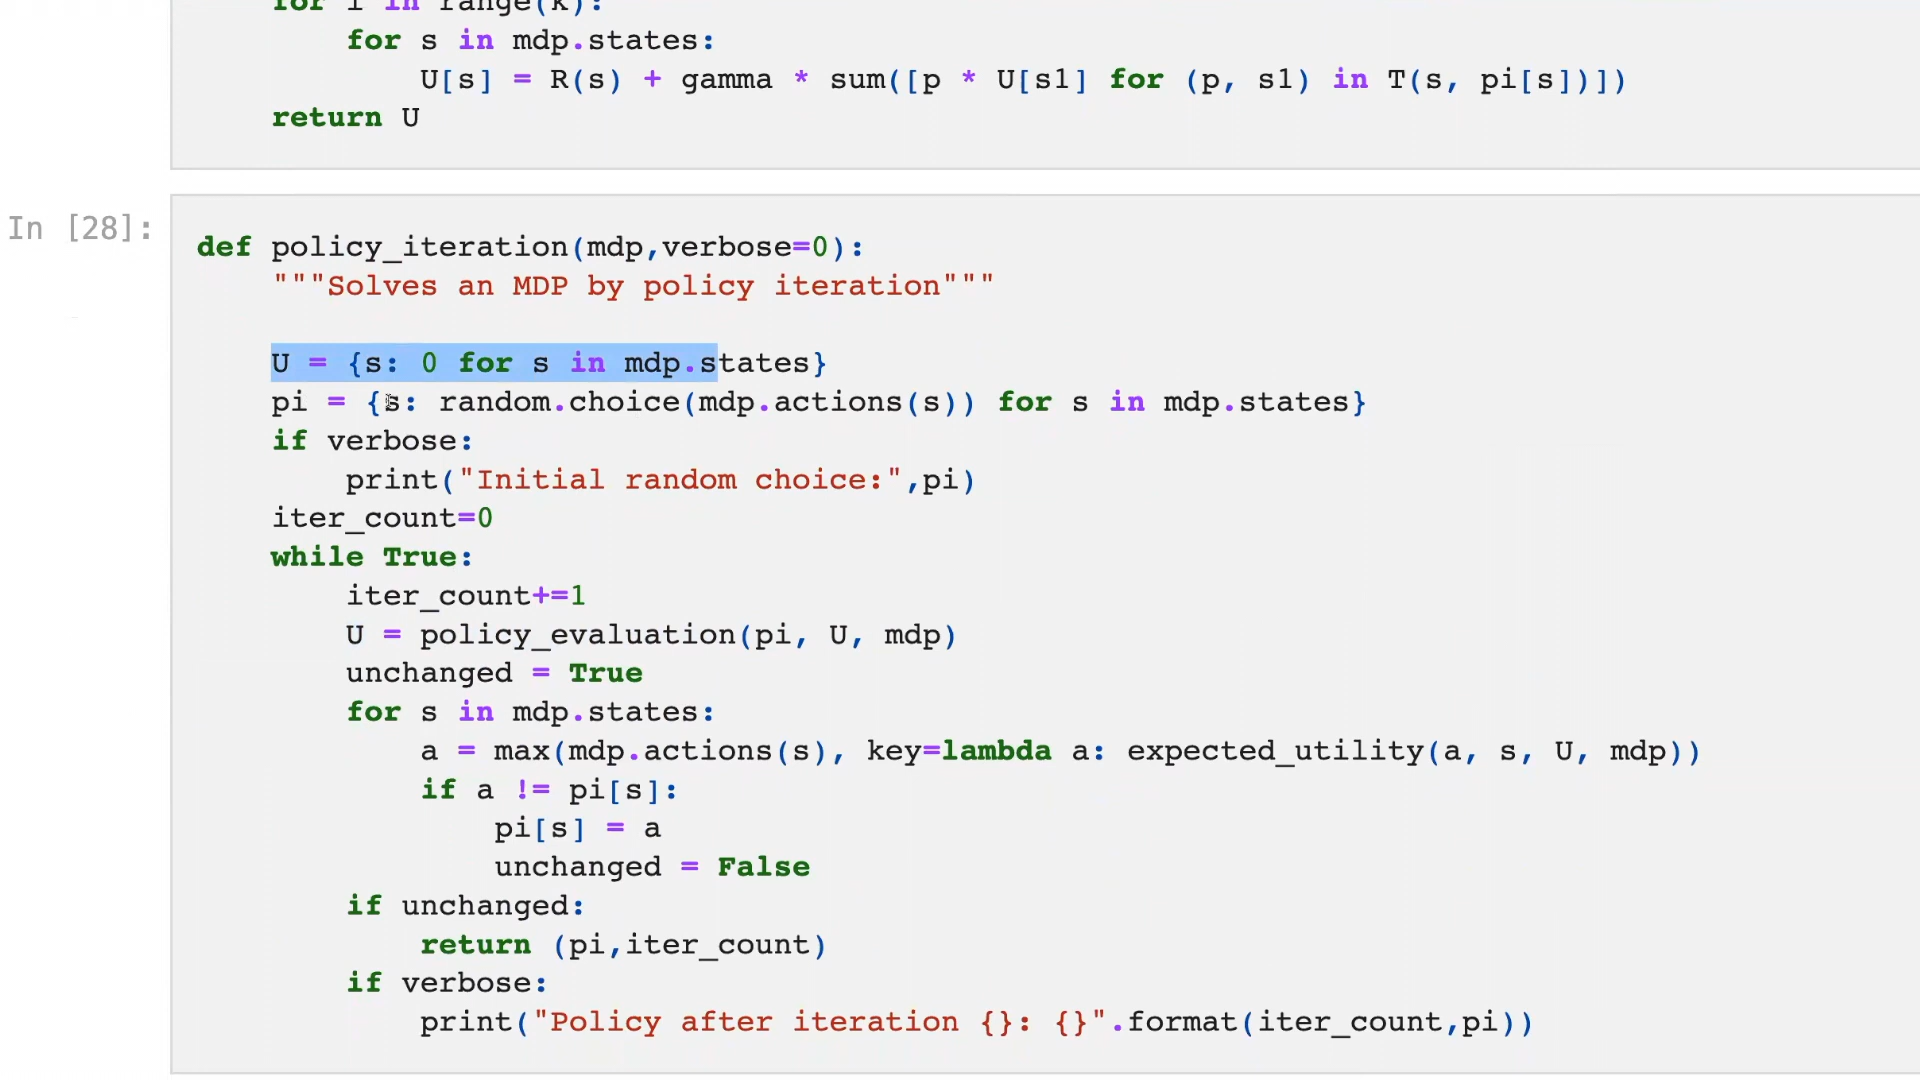 for i in range(k):
for s in mdp.states:
U[s] = R(s) + gamma * sum([p * U[s1] for (p, s1) in T(s, pi[s])])
return U
In [28]:
def policy_iteration(mdp,verbose=0):
"""Solves an MDP by policy iteration"""
U = {s: 0 for s in mdp.states}
pi = {s: random.choice(mdp.actions(s)) for s in mdp.states}
if verbose:
print("Initial random choice:",pi)
iter_count=0
while True:
iter_count+=1
U = policy_evaluation(pi, U, mdp)
unchanged = True
for s in mdp.states:
a = max(mdp.actions(s), key=lambda a: expected_utility(a, s, U, mdp))
if a != pi[s]:
pi[s] = a
unchanged = False
if unchanged:
return (pi,iter_count)
if verbose:
print("Policy after iteration {}: {}".format(iter_count,pi))